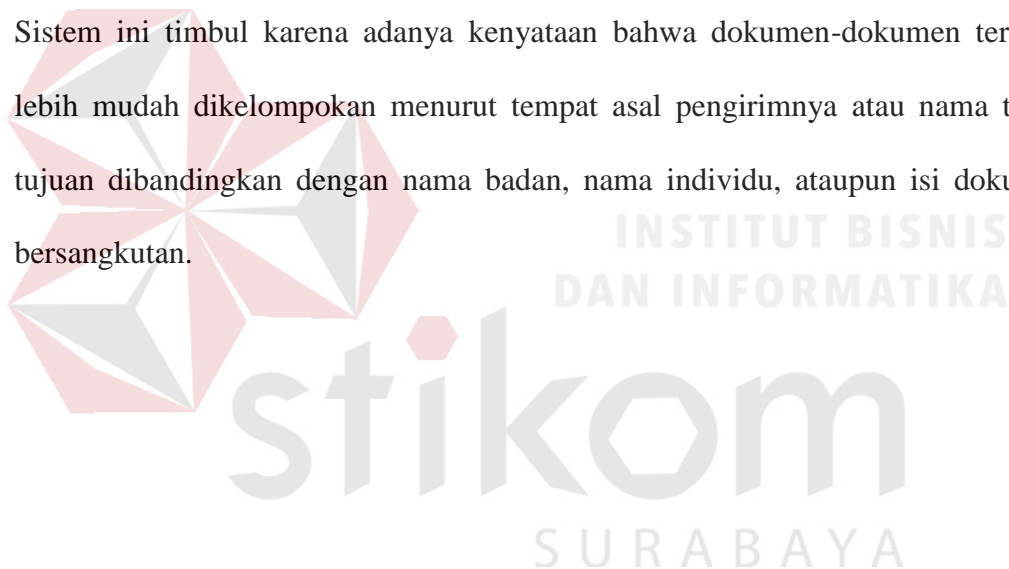 Sistem ini timbul karena adanya kenyataan bahwa dokumen-dokumen ter
lebih mudah dikelompokan menurut tempat asal pengirimnya atau nama t
tujuan dibandingkan dengan nama badan, nama individu, ataupun isi doku
bersangkutan.
INSTITUT BISNIS
DAN INFORMATIKA
stikom
SURABAYA